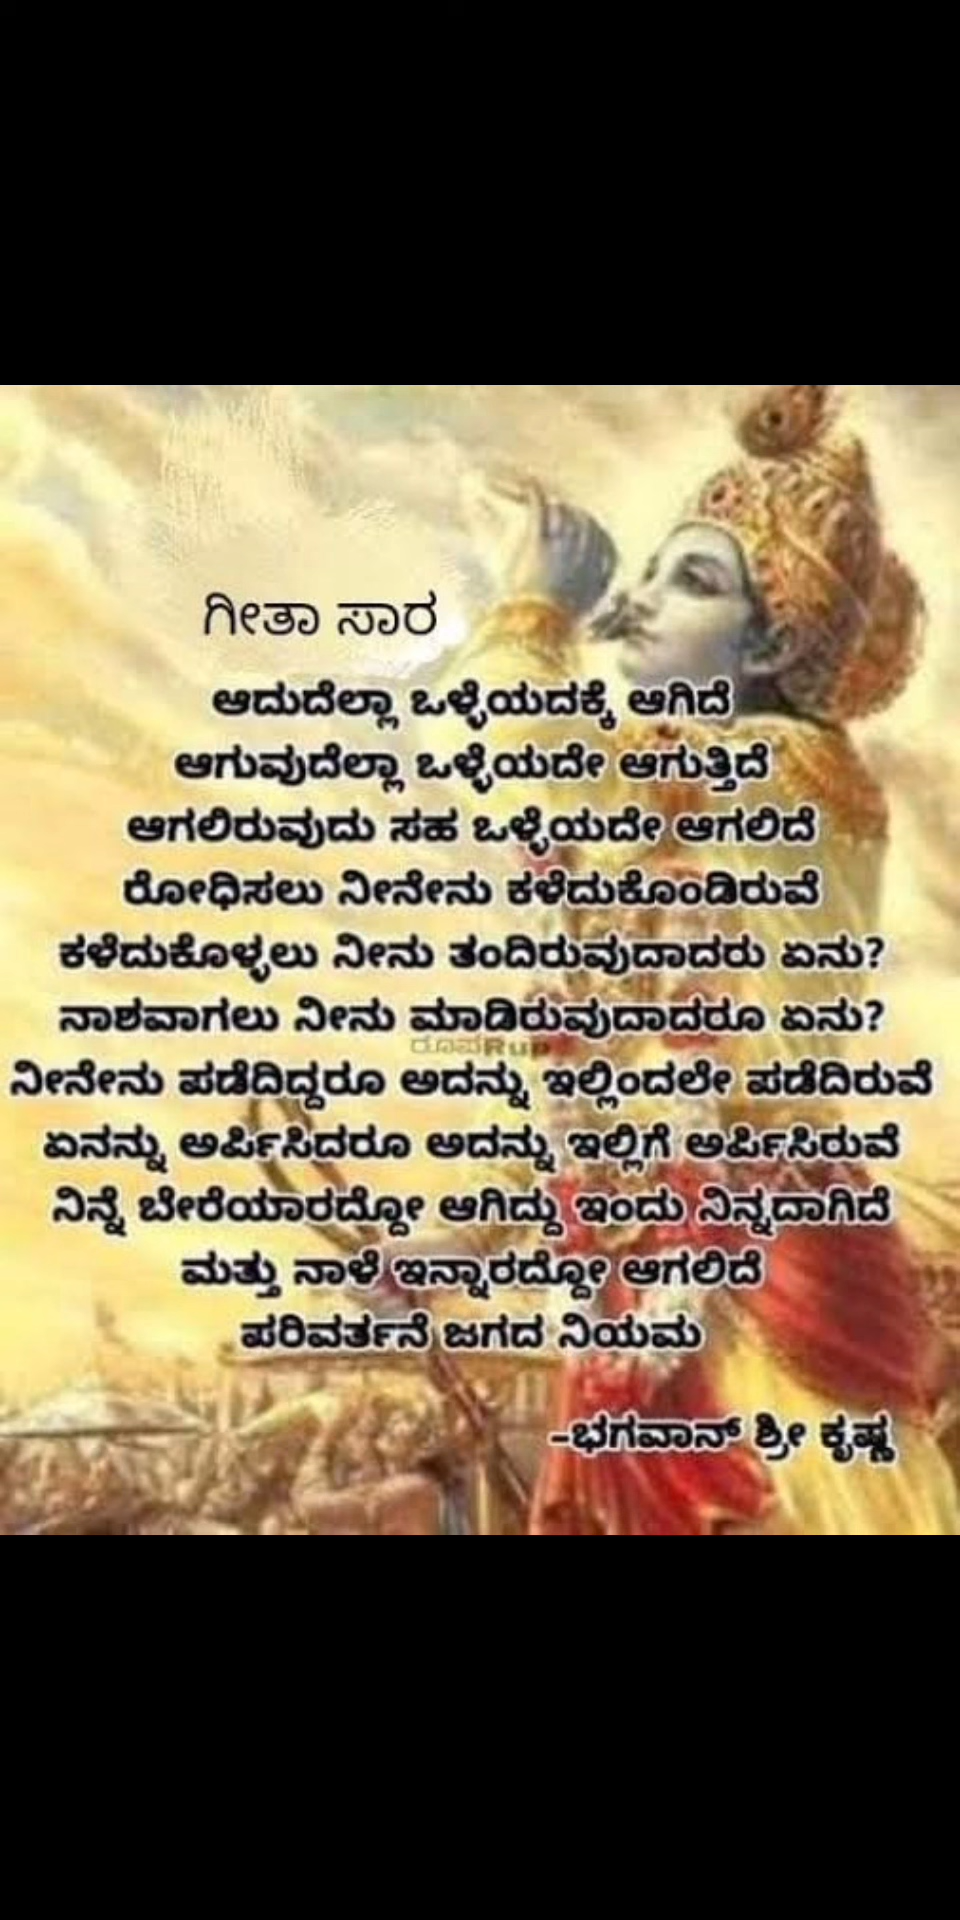 ಗೀತಾ ಸಾರ
ಆದುದೆಲ್ಲಾ ಒಳ್ಳೆಯದಕ್ಕೆ ಆಗಿದೆ
ಆಗುವುದೆಲ್ಲಾ ಒಳ್ಳೆಯದೇ ಆಗುತ್ತಿದೆ
ಆಗಲಿರುವುದು ಸಹ ಒಳ್ಳೆಯದೇ ಆಗಲಿದೆ
ರೋಧಿಸಲು ನೀನೇನು ಕಳೆದುಕೊಂಡಿರುವೆ
ಕಳೆದುಕೊಳ್ಳಲು ನೀನು ತಂದಿರುವುದಾದರು ಏನು?
ನಾಶವಾಗಲು ನೀನು ಮಾಡಿರುವುದಾದರೂ ಏನು?
ರೂಪRup
ನೀನೇನು ಪಡೆದಿದ್ದರೂ ಅದನ್ನು ಇಲ್ಲಿಂದಲೇ ಪಡೆದಿರುವೆ
ಏನನ್ನು ಅರ್ಪಿಸಿದರೂ ಅದನ್ನು ಇಲ್ಲಿಗೆ ಅರ್ಪಿಸಿರುವೆ
ನಿನ್ನೆ ಬೇರೆಯಾರದ್ದೋ ಆಗಿದ್ದು ಇಂದು ನಿನ್ನದಾಗಿದೆ
ಮತ್ತು ನಾಳೆ ಇನ್ನಾರದ್ದೋ ಆಗಲಿದೆ
ಪರಿವರ್ತನೆ ಜಗದ ನಿಯಮ
-ಭಗವಾನ್ ಶ್ರೀ ಕೃಷ್ಣ